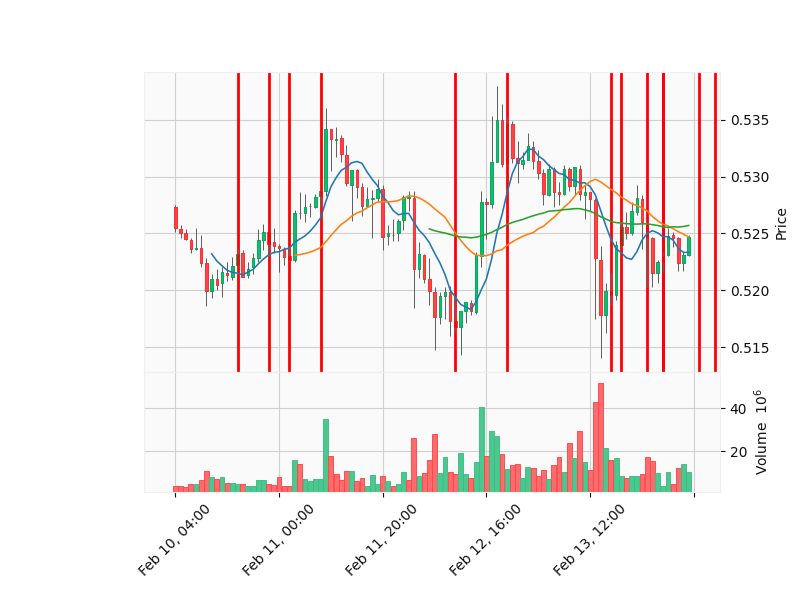 0.535
0.530
0.525
0.520
0.515
Price
40
20
Volume 10^6
Feb 10, 04:00
Feb 11, 00:00
Feb 11, 20:00
Feb 12, 16:00
Feb 13, 12:00